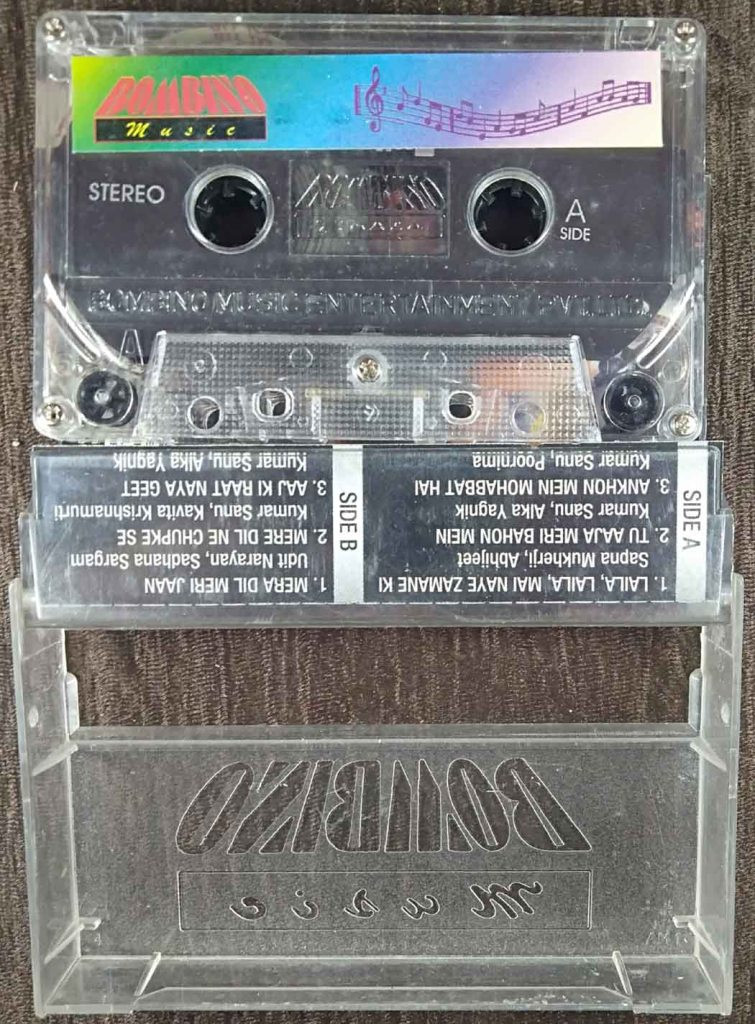 BOMBINO
Music
STEREO
BOMBINO
A
SIDE
BOMBINO MUSIC ENTERTAINMENT PVT. LTD.
A
SIDE A
1. LAILA, LAILA, MAI NAYE ZAMANE KI
Sapna Mukherji, Abhijeet
2. TU AAJA MERI BAHON MEIN
Kumar Sanu, Alka Yagnik
3. ANKHON MEIN MOHABBAT HAI
Kumar Sanu, Poornima
SIDE B
1. MERA DIL MERI JAAN
Udit Narayan, Sadhana Sargam
2. MERE DIL NE CHUPKE SE
Kumar Sanu, Kavita Krishnamurti
3. AAJ KI RAAT NAYA GEET
Kumar Sanu, Alka Yagnik
BOMBINO
Music